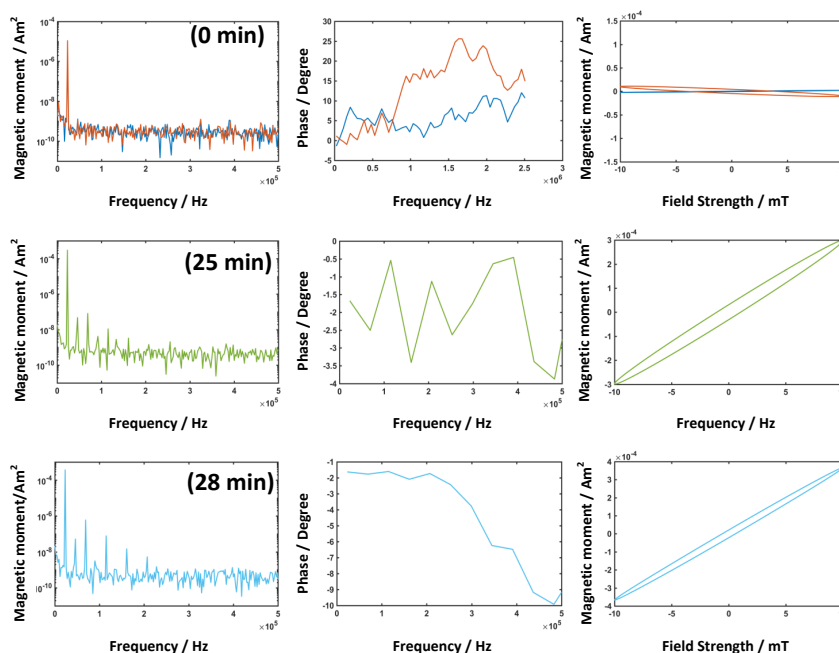 (0 min)
Magnetic moment / Am²
10⁻⁴
10⁻⁶
10⁻⁸
10⁻¹⁰
0 1 2 3 4 5
×10⁵
Frequency / Hz
Phase / Degree
30
25
20
15
10
5
0
-5
0 0.5 1 1.5 2 2.5 3
×10⁶
Frequency / Hz
Magnetic moment / Am²
×10⁻⁴
1.5
1
0.5
0
-0.5
-1
-1.5
-10 -5 0 5
Field Strength / mT
(25 min)
Magnetic moment / Am²
10⁻⁴
10⁻⁶
10⁻⁸
10⁻¹⁰
0 1 2 3 4 5
×10⁵
Frequency / Hz
Phase / Degree
0
-0.5
-1
-1.5
-2
-2.5
-3
-3.5
-4
0 1 2 3 4 5
×10⁵
Frequency / Hz
Magnetic moment / Am²
×10⁻⁴
3
2
1
0
-1
-2
-3
-10 -5 0 5
Frequency / Hz
(28 min)
Magnetic moment/Am²
10⁻⁴
10⁻⁶
10⁻⁸
10⁻¹⁰
0 1 2 3 4 5
×10⁵
Frequency / Hz
Phase / Degree
-1
-2
-3
-4
-5
-6
-7
-8
-9
-10
0 1 2 3 4 5
×10⁵
Frequency / Hz
Magnetic moment / Am²
×10⁻⁴
4
3
2
1
0
-1
-2
-3
-4
-10 -5 0 5
Field Strength / mT